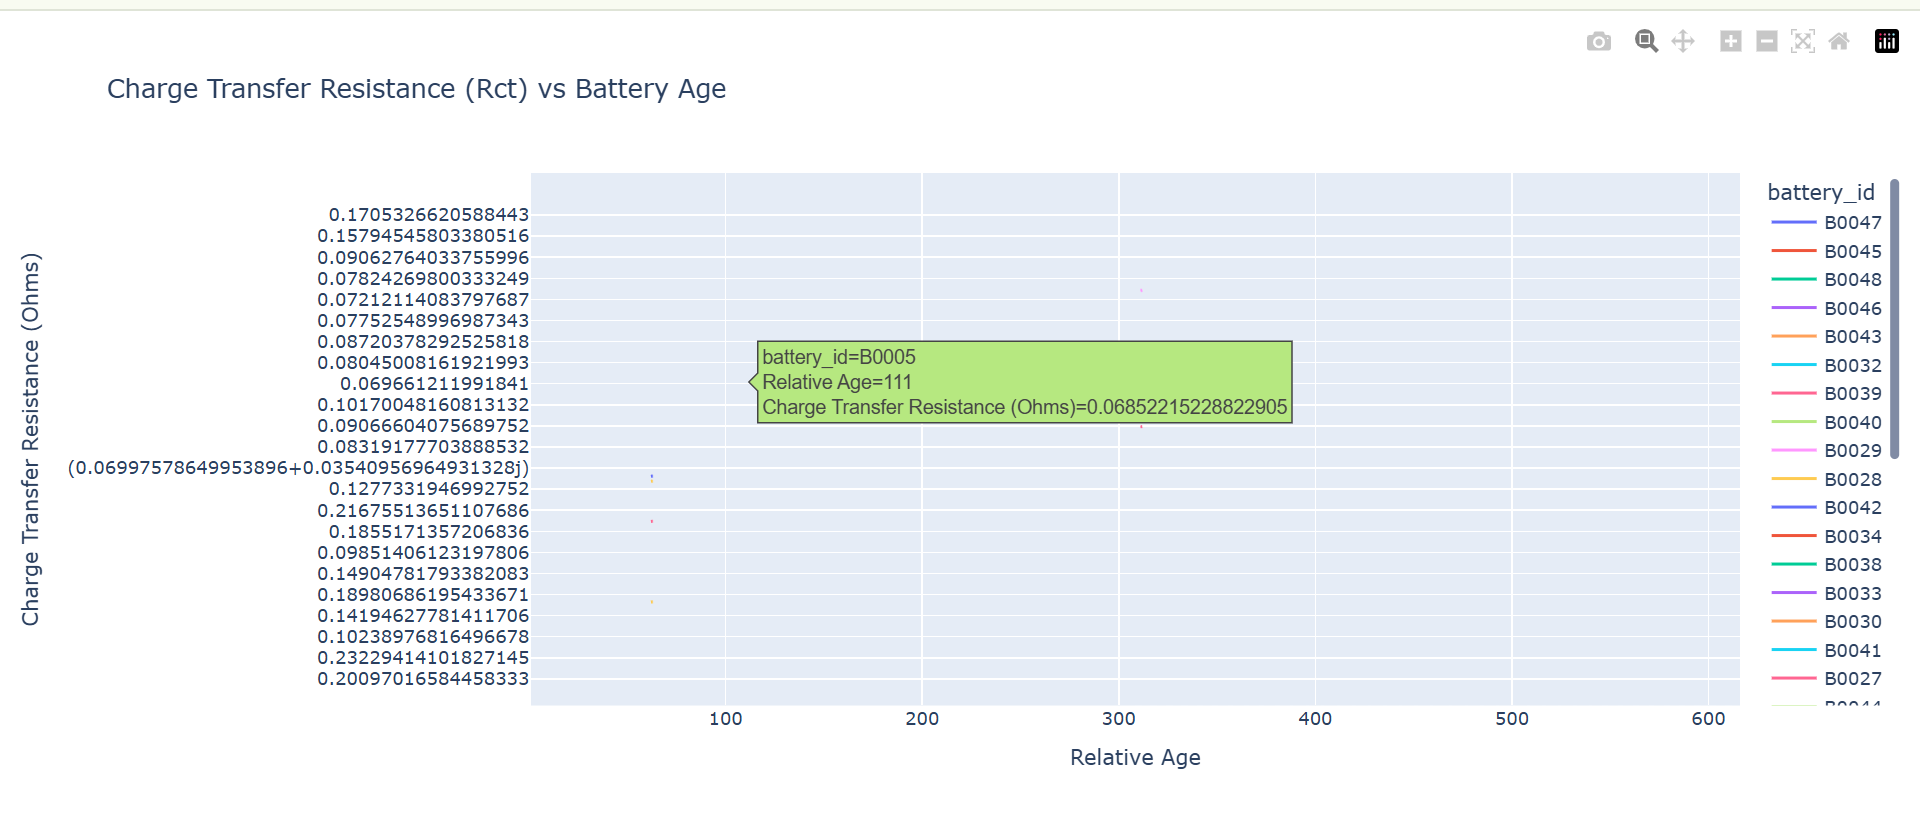 Charge Transfer Resistance (Rct) vs Battery Age
Charge Transfer Resistance (Ohms)
0.1705326620588443
0.15794545803380516
0.09062764033755996
0.07824269800333249
0.07212114083797687
0.07752548996987343
0.08720378292525818
0.08045008161921993
0.069661211991841
0.10170048160813132
0.09066604075689752
0.08319177703888532
(0.06997578649953896+0.03540956964931328j)
0.1277331946992752
0.21675513651107686
0.1855171357206836
0.09851406123197806
0.14904781793382083
0.18980686195433671
0.14194627781411706
0.10238976816496678
0.23229414101827145
0.20097016584458333
battery_id=B0005
Relative Age=111
Charge Transfer Resistance (Ohms)=0.06852215228822905
100 200 300 400 500 600
Relative Age
battery_id
B0047
B0045
B0048
B0046
B0043
B0032
B0039
B0040
B0029
B0028
B0042
B0034
B0038
B0033
B0030
B0041
B0027